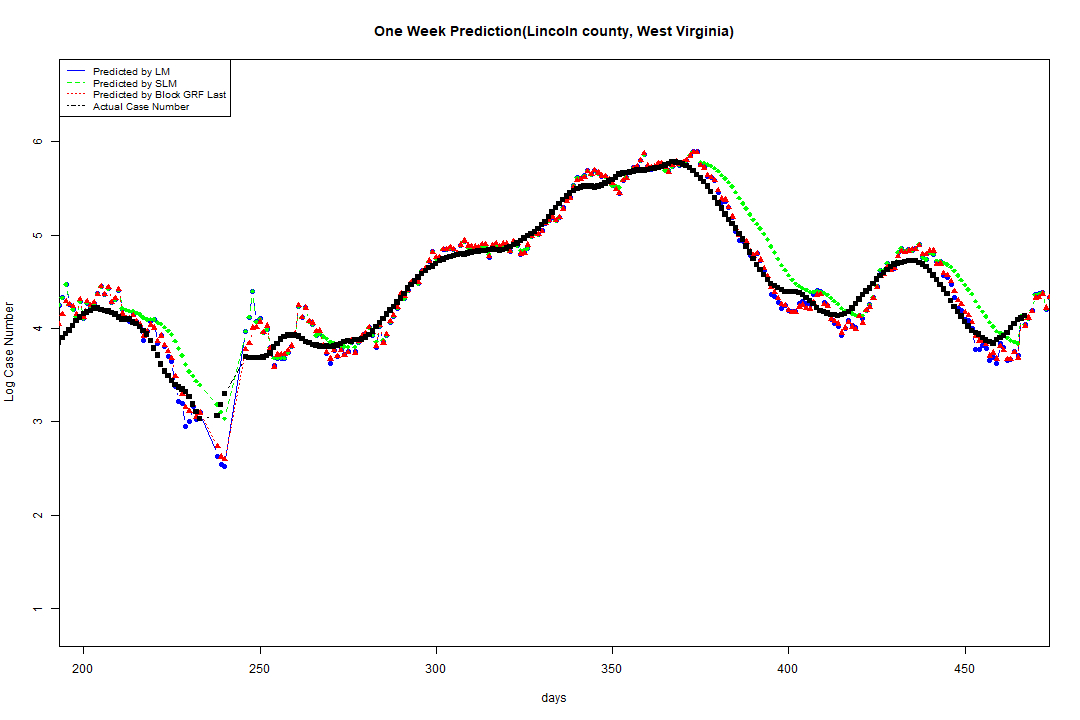 One Week Prediction(Lincoln county, West Virginia)
Predicted by LM
Predicted by SLM
Predicted by Block GRF Last
Actual Case Number
6
5
4
3
2
1
Log Case Number
200 250 300 350 400 450
days